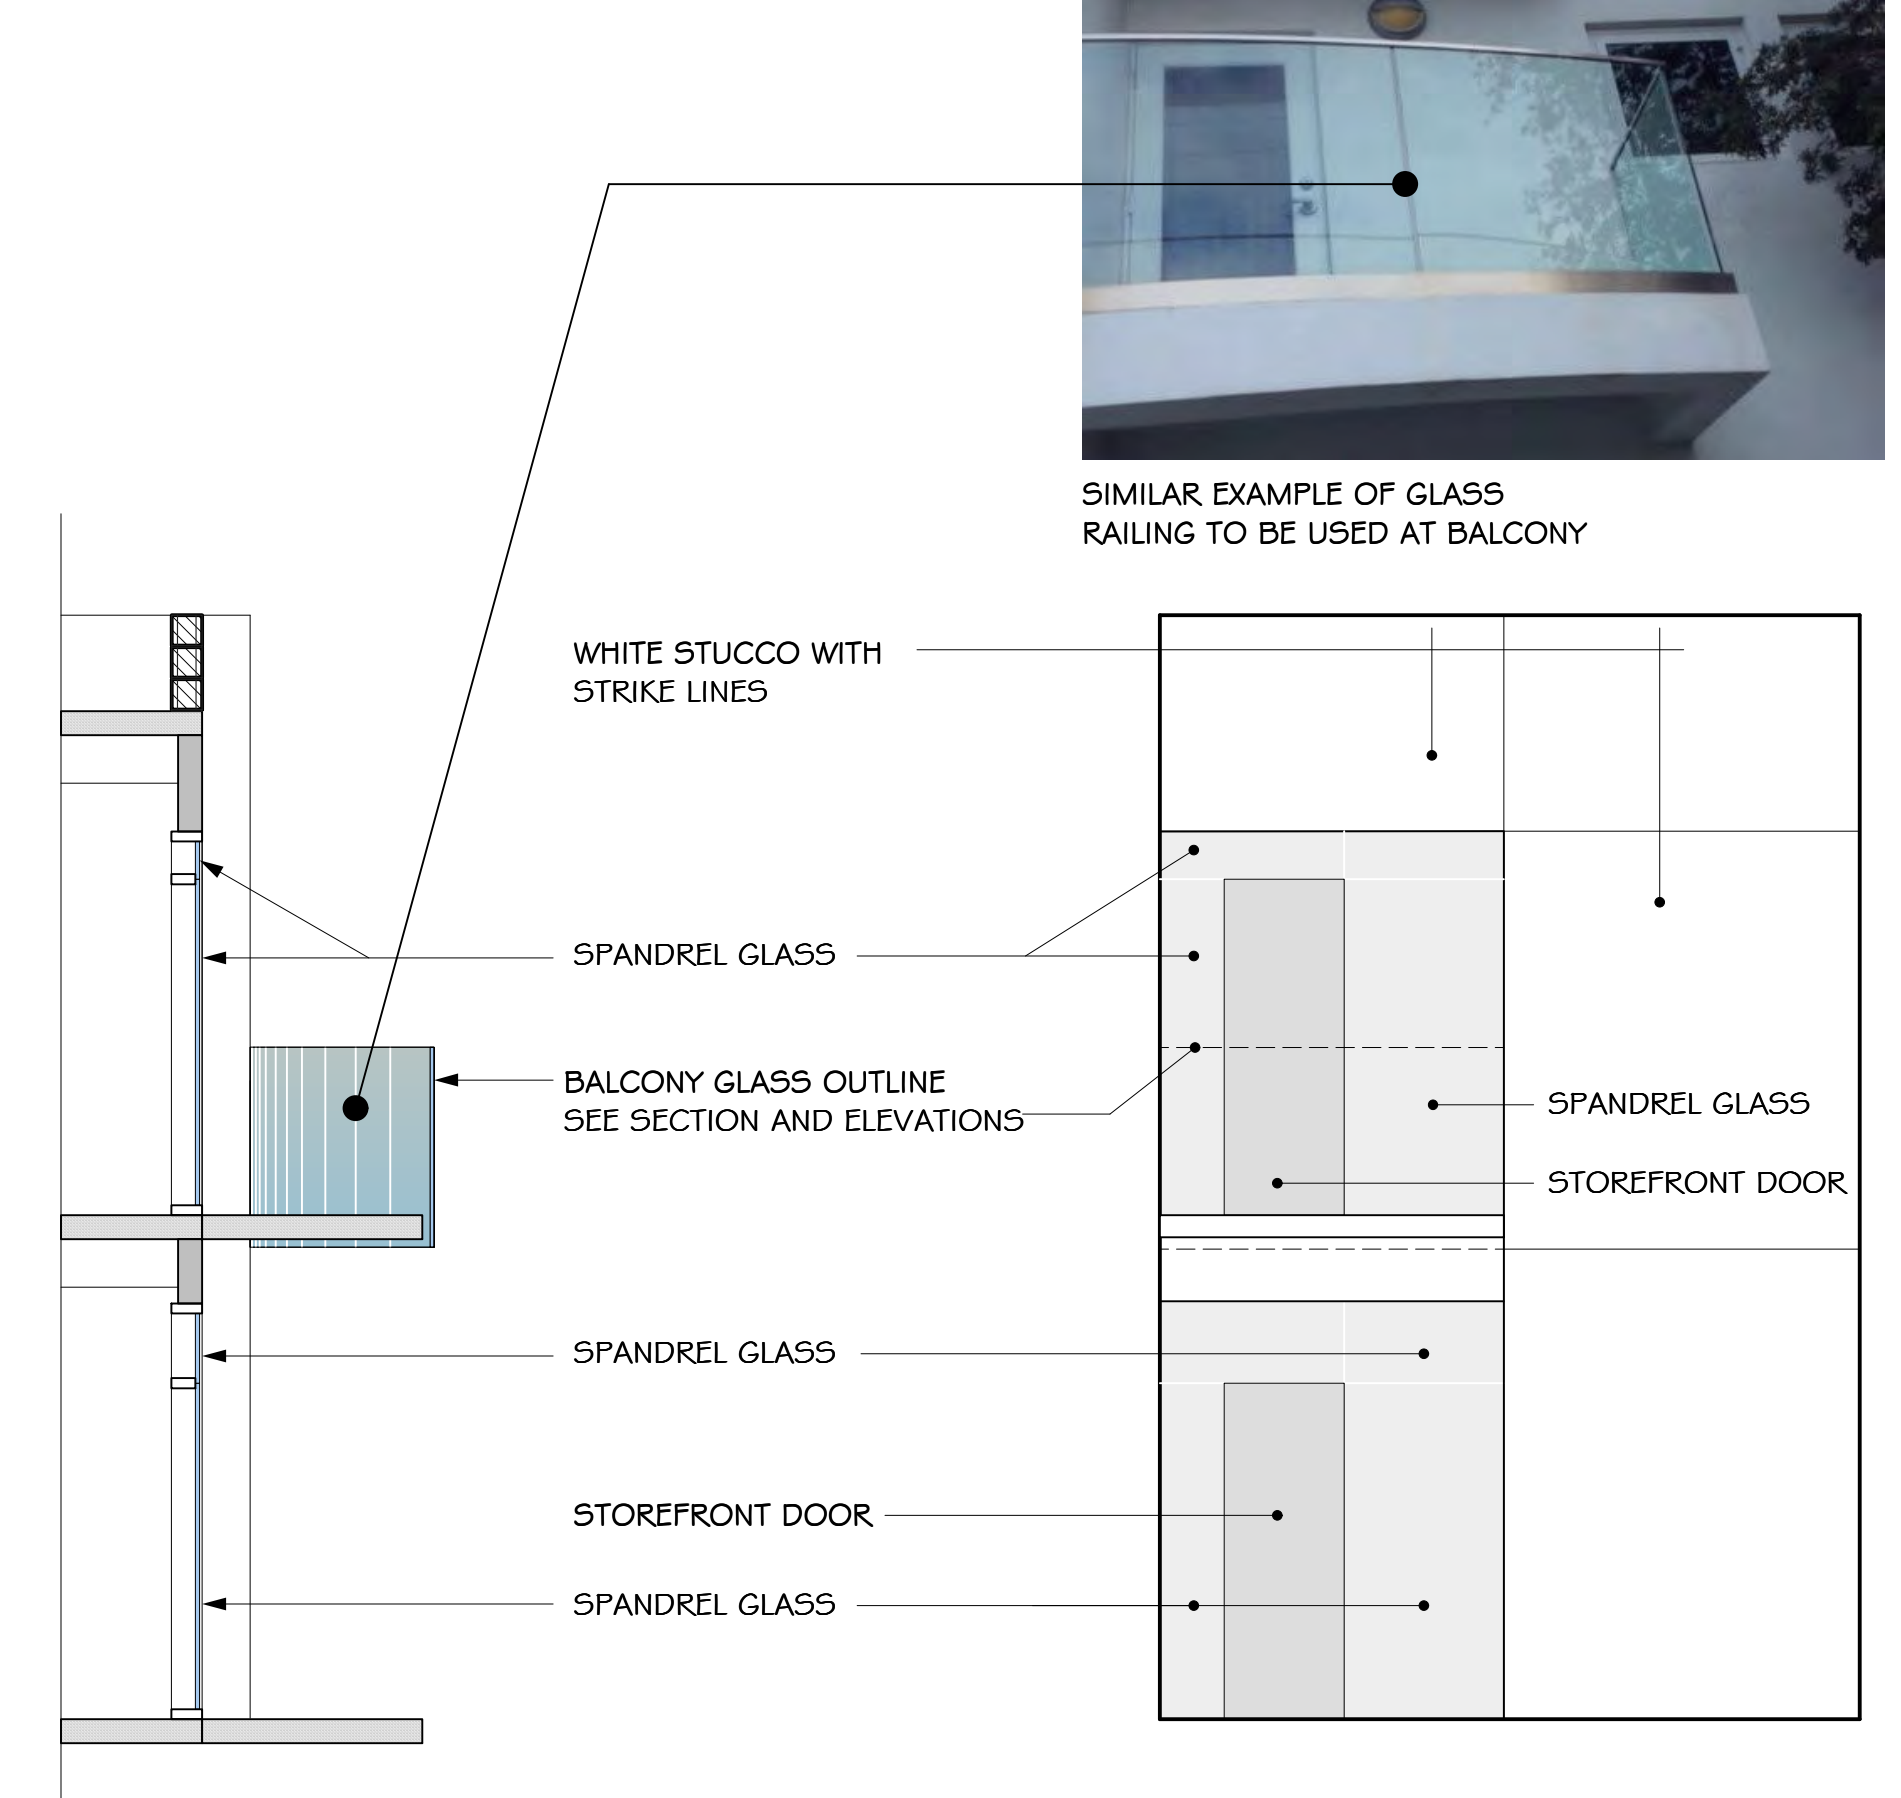 SIMILAR EXAMPLE OF GLASS
RAILING TO BE USED AT BALCONY
WHITE STUCCO WITH
STRIKE LINES
SPANDREL GLASS
BALCONY GLASS OUTLINE
SEE SECTION AND ELEVATIONS
SPANDREL GLASS
STOREFRONT DOOR
SPANDREL GLASS
STOREFRONT DOOR
SPANDREL GLASS